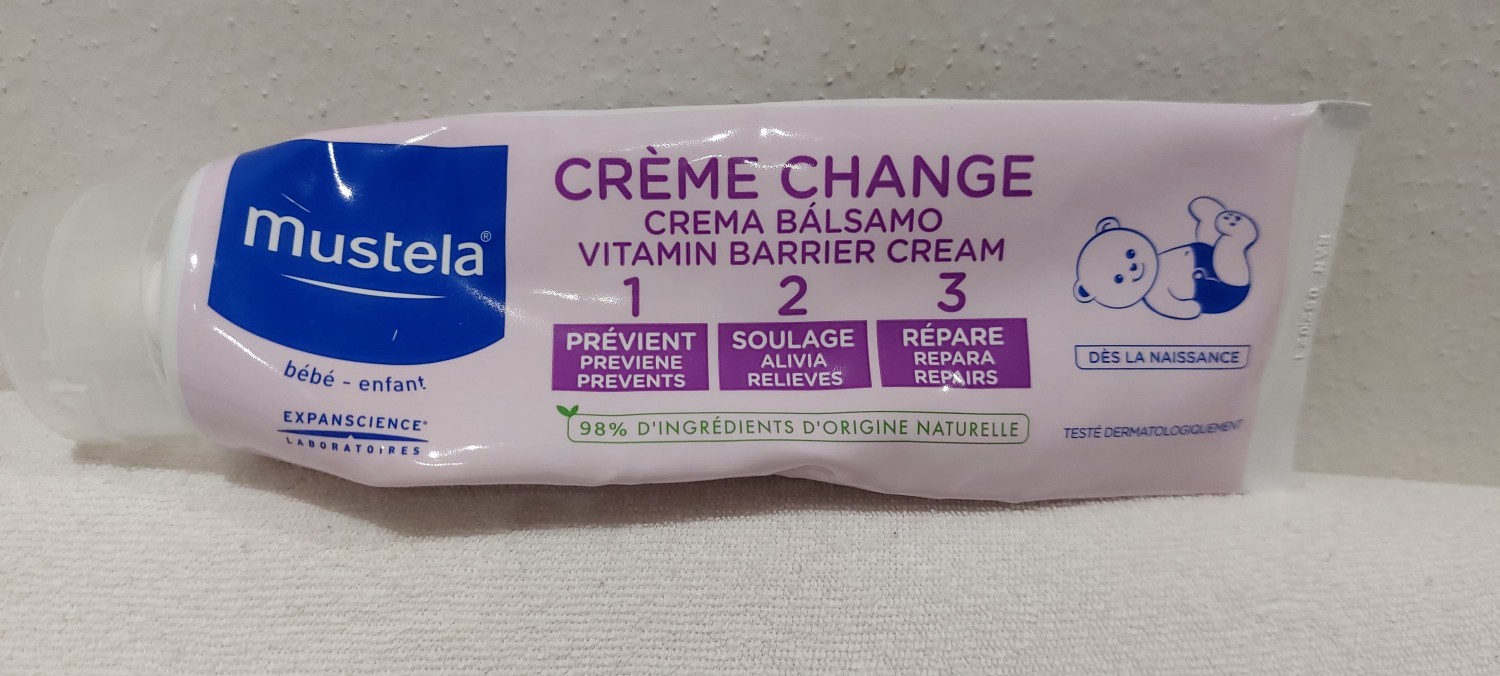 mustela®
bébé - enfant
EXPANSCIENCE®
LABORATOIRES
CRÈME CHANGE
CREMA BÁLSAMO
VITAMIN BARRIER CREAM
1 2 3
PRÉVIENT
PREVIENE
PREVENTS
SOULAGE
ALIVIA
RELIEVES
RÉPARE
REPARA
REPAIRS
98% D'INGRÉDIENTS D'ORIGINE NATURELLE
DÈS LA NAISSANCE
TESTÉ DERMATOLOGIQUEMENT